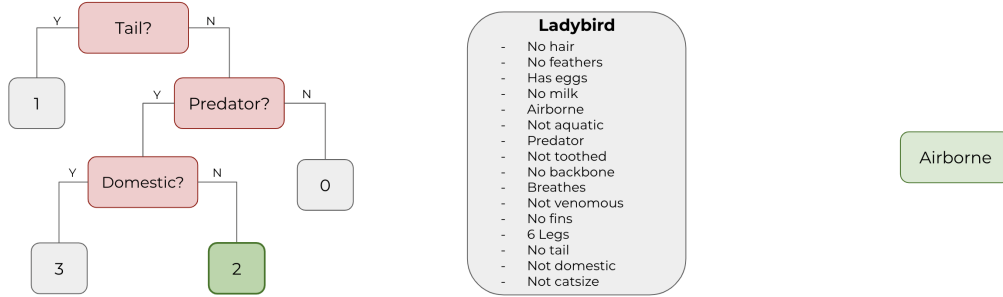 Tail?
Y
N
1
Predator?
Y
N
Domestic?
Y
N
0
3
2
Ladybird
- No hair
- No feathers
- Has eggs
- No milk
- Airborne
- Not aquatic
- Predator
- Not toothed
- No backbone
- Breathes
- Not venomous
- No fins
- 6 Legs
- No tail
- Not domestic
- Not catsize
Airborne